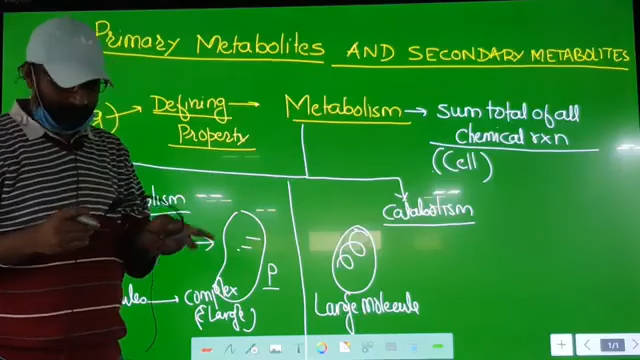 Primary Metabolites AND SECONDARY METABOLITES
Defining Property → Metabolism → sum total of all
Chemical rxn
(Cell)
Catabolism
Complex
(Large)
P
Large Molecule
1/1